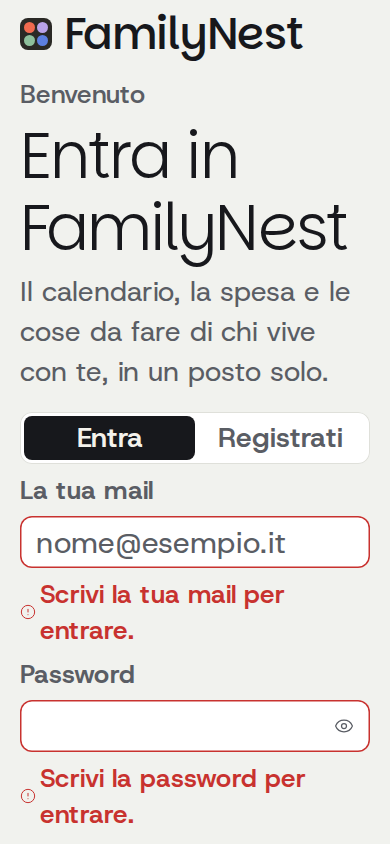 FamilyNest
Benvenuto
Entra in
FamilyNest
Il calendario, la spesa e le
cose da fare di chi vive
con te, in un posto solo.
Entra
Registrati
La tua mail
nome@esempio.it
Scrivi la tua mail per
entrare.
Password
Scrivi la password per
entrare.